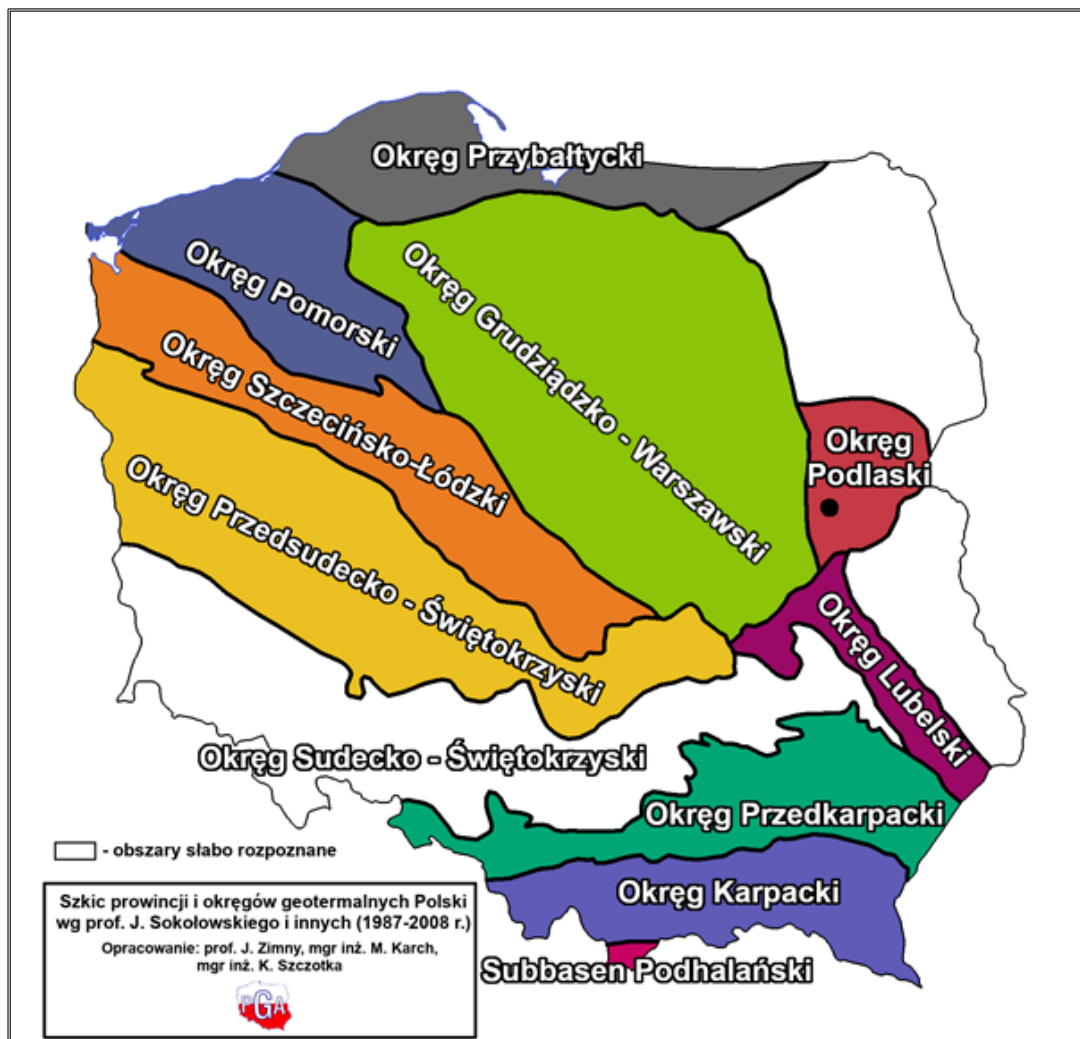 Okręg Przybałtycki
Okręg Pomorski
Okręg Grudziądzko - Warszawski
Okręg Szczecińsko-Łódzki
Okręg
Podlaski
Okręg Przedsudecko - Świętokrzyski
Okręg Lubelski
Okręg Sudecko - Świętokrzyski
Okręg Przedkarpacki
Okręg Karpacki
Subbasen Podhalański
- obszary słabo rozpoznane
Szkic prowincji i okręgów geotermalnych Polski
wg prof. J. Sokołowskiego i innych (1987-2008 r.)
Opracowanie: prof. J. Zimny, mgr inż. M. Karch,
mgr inż. K. Szczotka
PGA